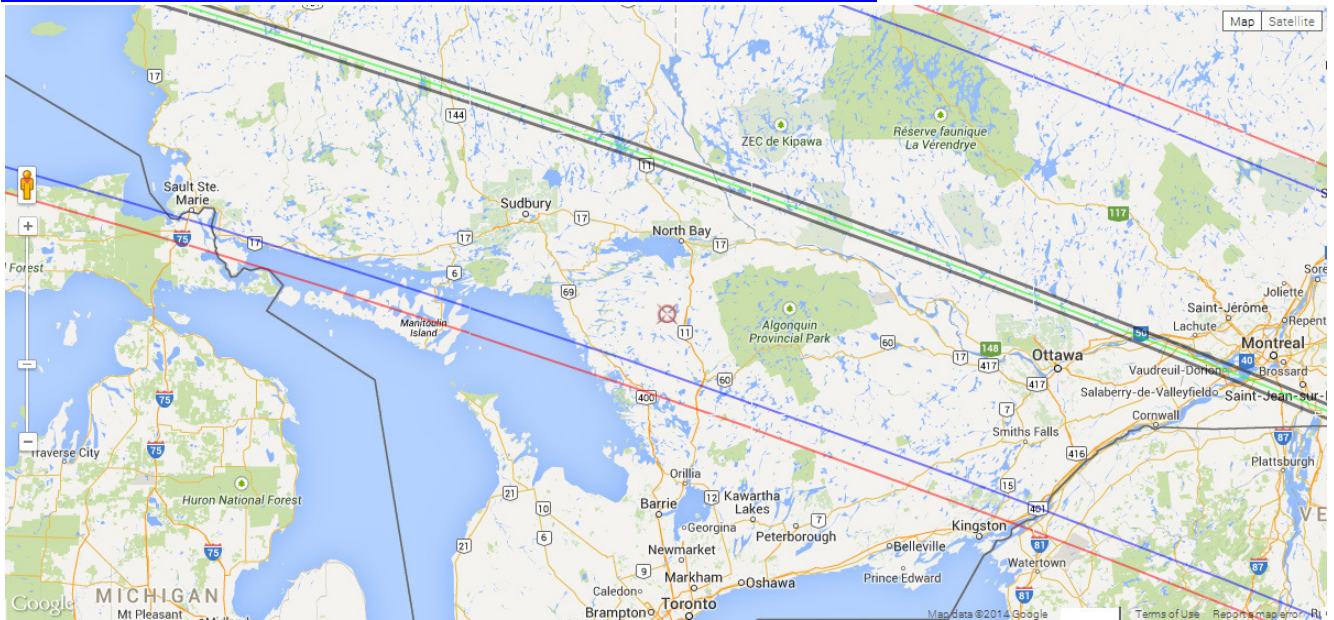 Map Satellite
17
101
11
144
ZEC de Kipawa
Réserve faunique
La Vérendrye
11
117
Sault Ste.
Marie
Sudbury
17
North Bay
17
75
17
17
Forest
6
69
Manitoulin
Island
11
Algonquin
Provincial Park
60
148
17
417
Ottawa
417
50
Saint-Jérôme
Joliette
Lachute
Montreal
40
Vaudreuil-Dorion
Brossard
Salaberry-de-Valleyfield
Saint-Jean-sur-
60
400
7
Cornwall
75
Smiths Falls
416
87
Plattsburgh
Traverse City
75
Huron National Forest
21
10
6
21
Orillia
Barrie
12
Kawartha
Lakes
Georgina
7
Peterborough
15
401
Kingston
81
Belleville
Newmarket
9
Markham
Oshawa
Prince Edward
Watertown
87
75
Caledon
Brampton
Toronto
81
Google
MICHIGAN
Mt Pleasant
Map data ©2014 Google
Terms of Use
Report a map error